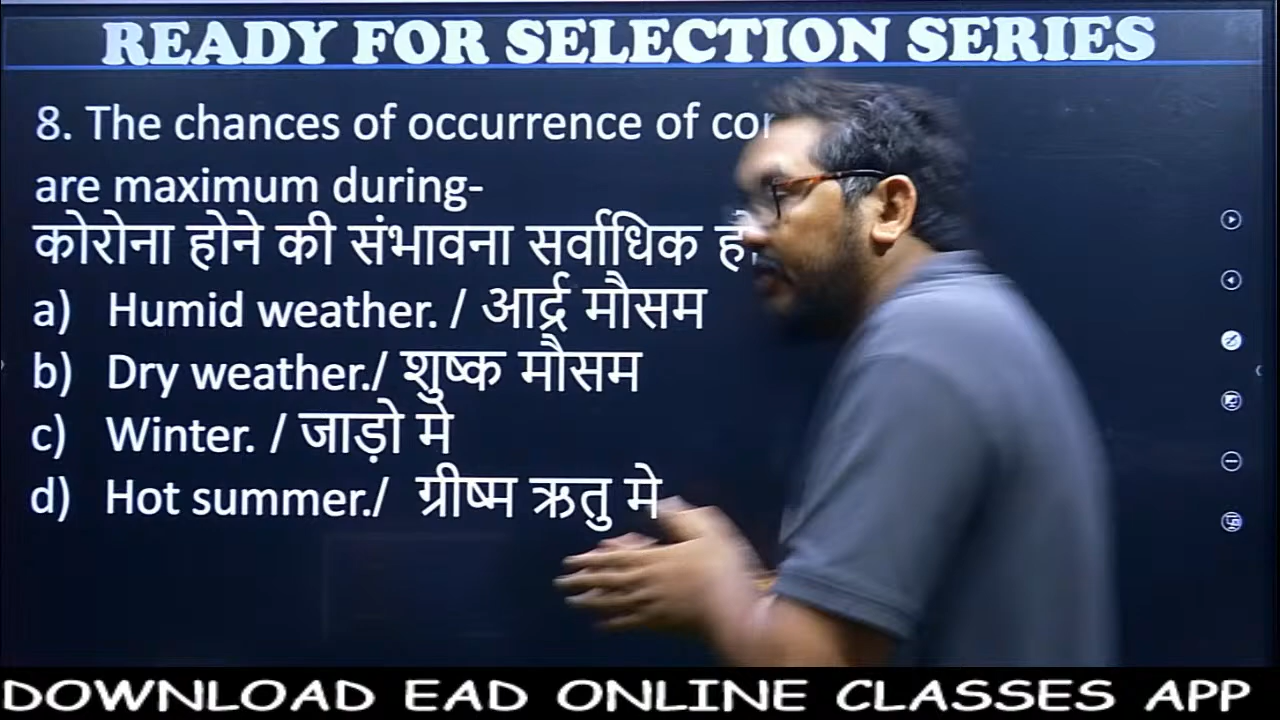 READY FOR SELECTION SERIES
8. The chances of occurrence of
are maximum during-
कोरोना होने की संभावना सर्वाधिक
a) Humid weather. / आर्द्र मौसम
b) Dry weather./ शुष्क मौसम
c) Winter. / जाड़ो मे
d) Hot summer./ ग्रीष्म ऋतु मे
DOWNLOAD EAD ONLINE CLASSES APP